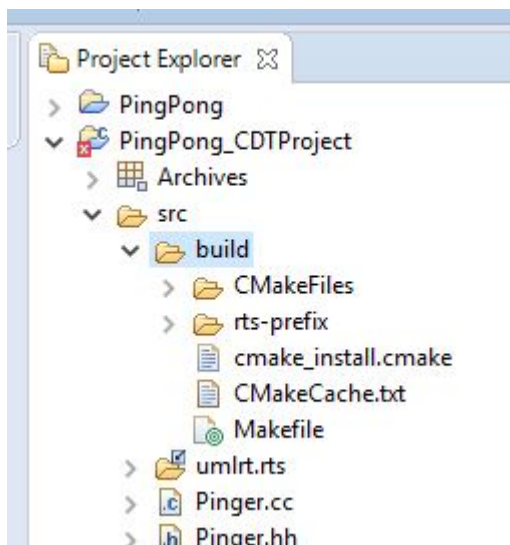 Project Explorer
PingPong
PingPong_CDTProject
Archives
src
build
CMakeFiles
rts-prefix
cmake_install.cmake
CMakeCache.txt
Makefile
umlrt.rts
Pinger.cc
Pinger.hh